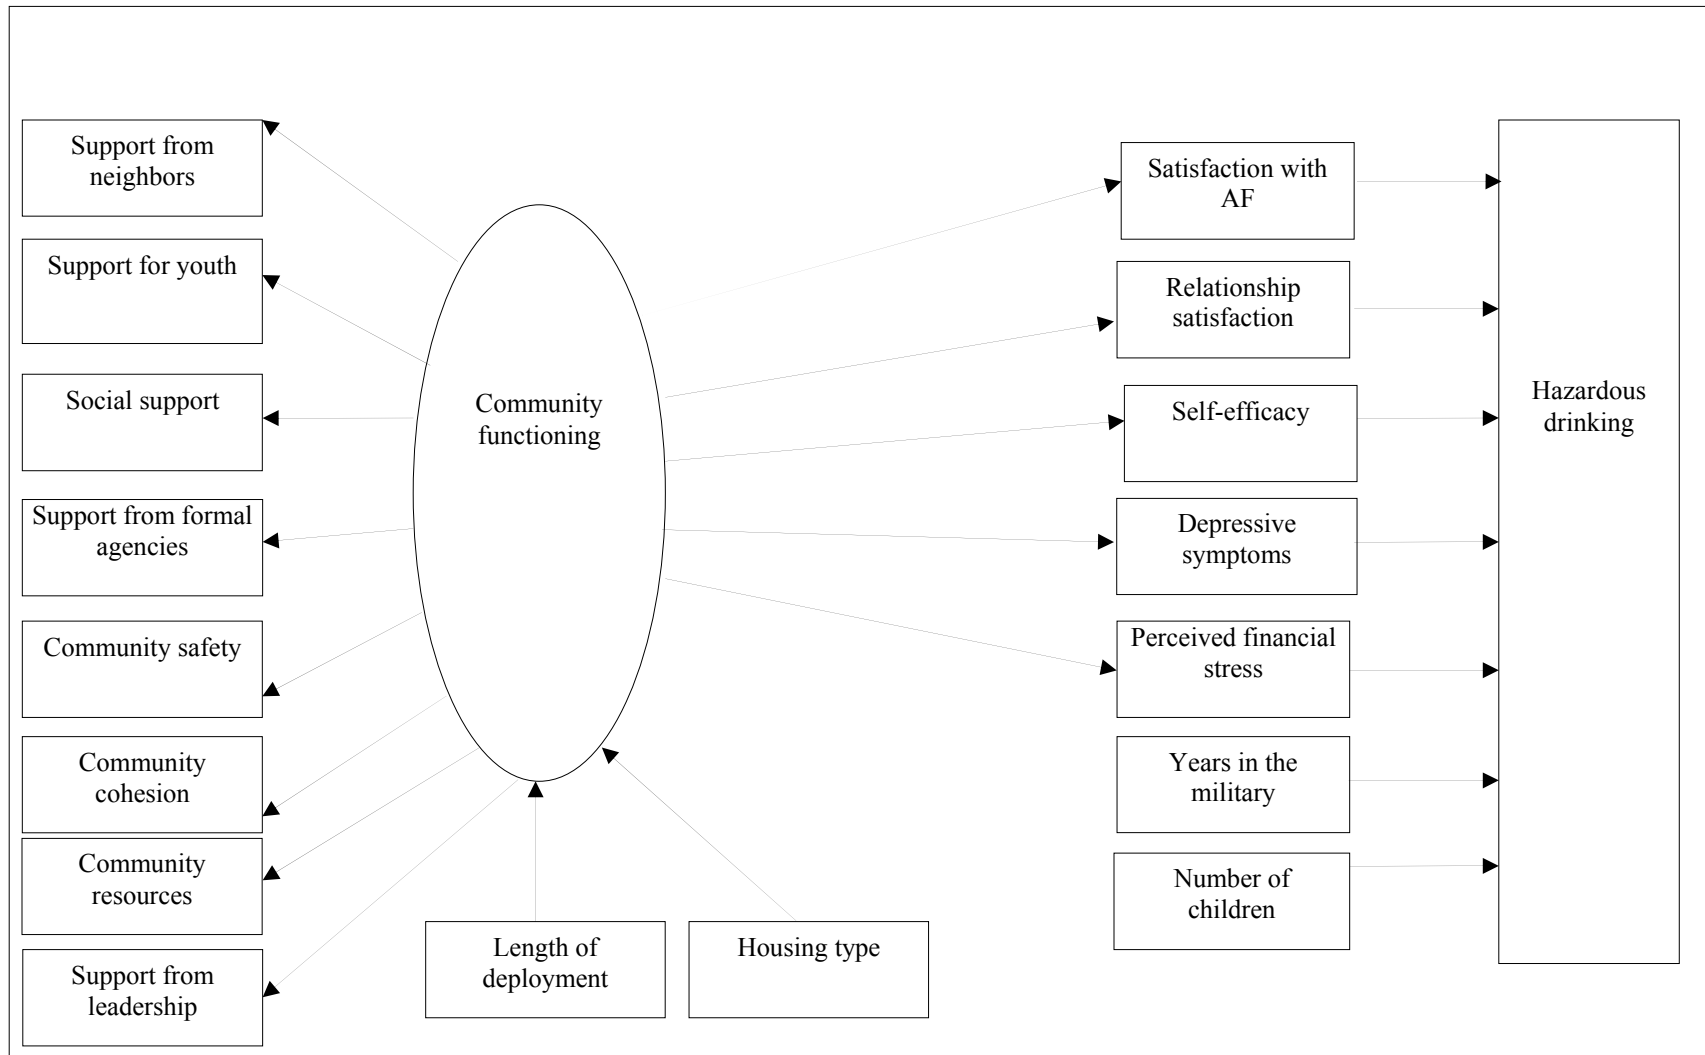 Support from
neighbors
Support for youth
Social support
Support from formal
agencies
Community safety
Community
cohesion
Community
resources
Support from
leadership
Community
functioning
Length of
deployment
Housing type
Satisfaction with
AF
Relationship
satisfaction
Self-efficacy
Depressive
symptoms
Perceived financial
stress
Years in the
military
Number of
children
Hazardous
drinking